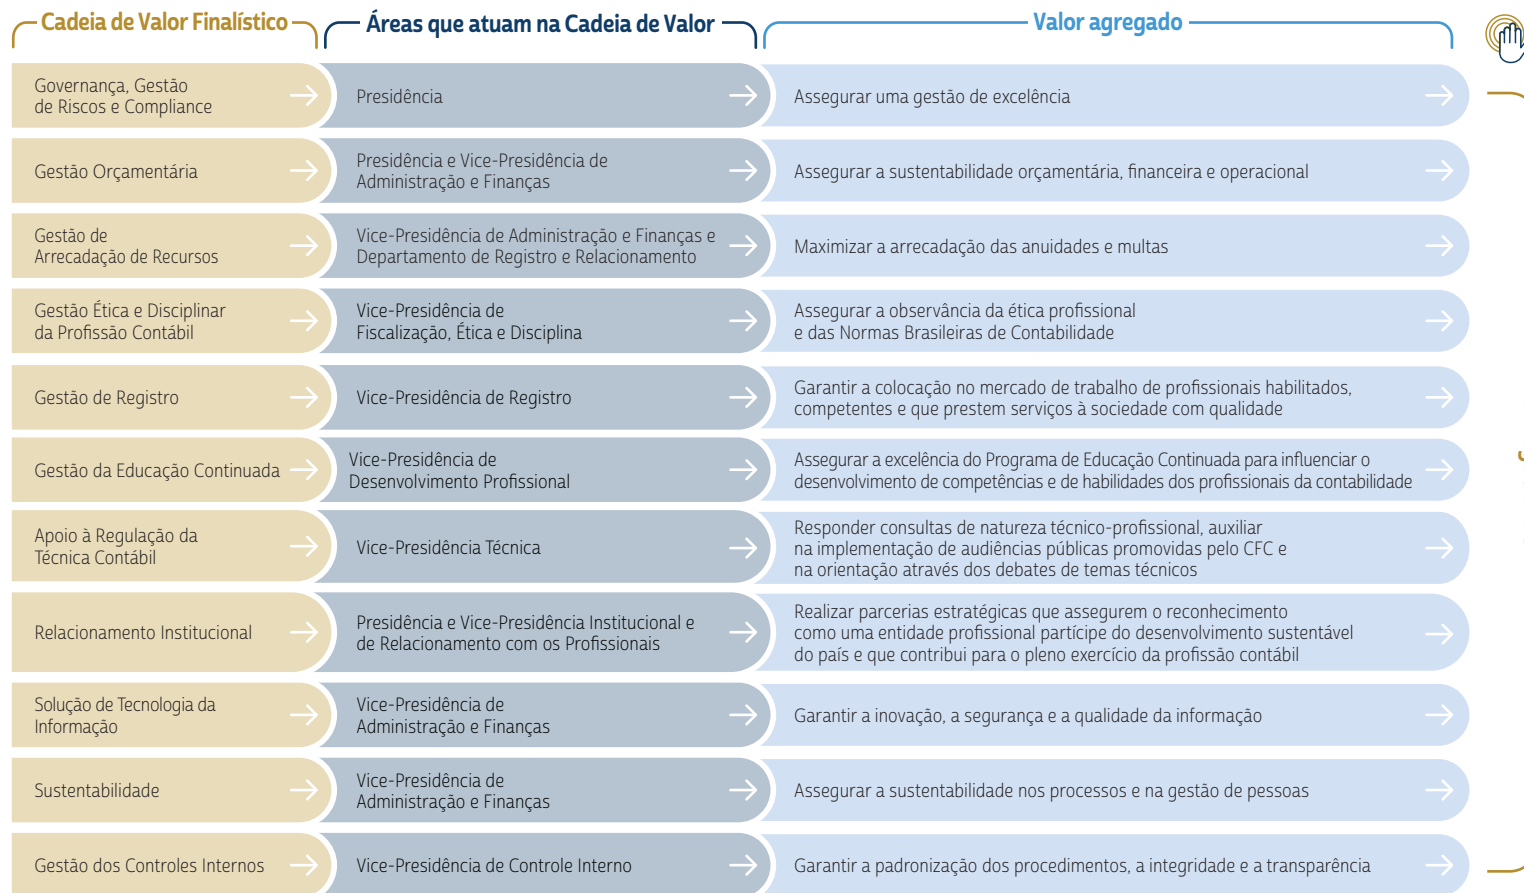 Cadeia de Valor Finalístico
Áreas que atuam na Cadeia de Valor
Valor agregado
Governança, Gestão
de Riscos e Compliance
Presidência
Assegurar uma gestão de excelência
Gestão Orçamentária
Presidência e Vice-Presidência de
Administração e Finanças
Assegurar a sustentabilidade orçamentária, financeira e operacional
Gestão de
Arrecadação de Recursos
Vice-Presidência de Administração e Finanças e
Departamento de Registro e Relacionamento
Maximizar a arrecadação das anuidades e multas
Gestão Ética e Disciplinar
da Profissão Contábil
Vice-Presidência de
Fiscalização, Ética e Disciplina
Assegurar a observância da ética profissional
e das Normas Brasileiras de Contabilidade
Gestão de Registro
Vice-Presidência de Registro
Garantir a colocação no mercado de trabalho de profissionais habilitados,
competentes e que prestem serviços à sociedade com qualidade
Gestão da Educação Continuada
Vice-Presidência de
Desenvolvimento Profissional
Assegurar a excelência do Programa de Educação Continuada para influenciar o
desenvolvimento de competências e de habilidades dos profissionais da contabilidade
Apoio à Regulação da
Técnica Contábil
Vice-Presidência Técnica
Responder consultas de natureza técnico-profissional, auxiliar
na implementação de audiências públicas promovidas pelo CFC e
na orientação através dos debates de temas técnicos
Relacionamento Institucional
Presidência e Vice-Presidência Institucional e
de Relacionamento com os Profissionais
Realizar parcerias estratégicas que assegurem o reconhecimento
como uma entidade profissional partícipe do desenvolvimento sustentável
do país e que contribui para o pleno exercício da profissão contábil
Solução de Tecnologia da
Informação
Vice-Presidência de
Administração e Finanças
Garantir a inovação, a segurança e a qualidade da informação
Sustentabilidade
Vice-Presidência de
Administração e Finanças
Assegurar a sustentabilidade nos processos e na gestão de pessoas
Gestão dos Controles Internos
Vice-Presidência de Controle Interno
Garantir a padronização dos procedimentos, a integridade e a transparência